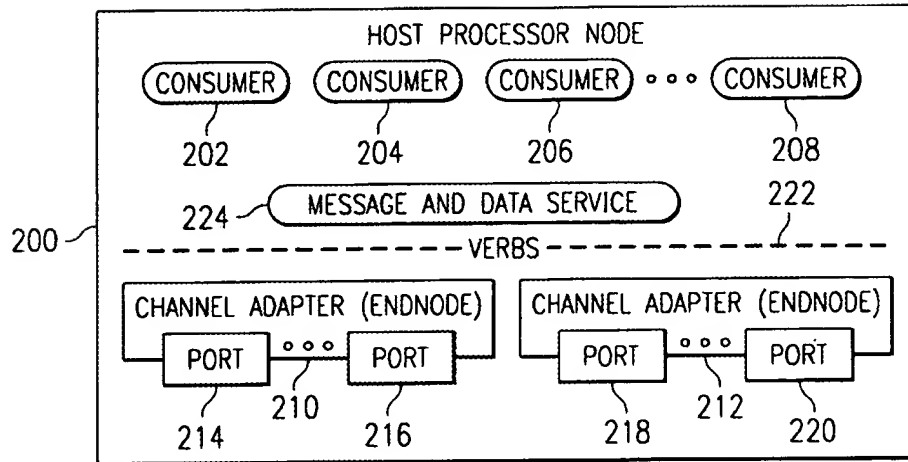 HOST PROCESSOR NODE
CONSUMER CONSUMER CONSUMER CONSUMER
202 204 206 208
224 MESSAGE AND DATA SERVICE 222
200
VERBS
CHANNEL ADAPTER (ENDNODE) CHANNEL ADAPTER (ENDNODE)
PORT PORT PORT PORT
214 210 216 218 212 220